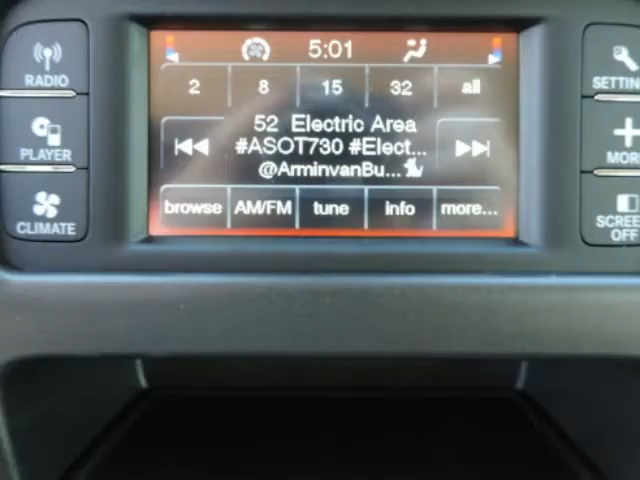 5:01
2 8 15 32 all
52 Electric Area
#ASOT730 #Elect...
@ArminvanBu...
browse AM/FM tune info more...
RADIO
PLAYER
CLIMATE
SETTIN
MOR
SCREE
OFF